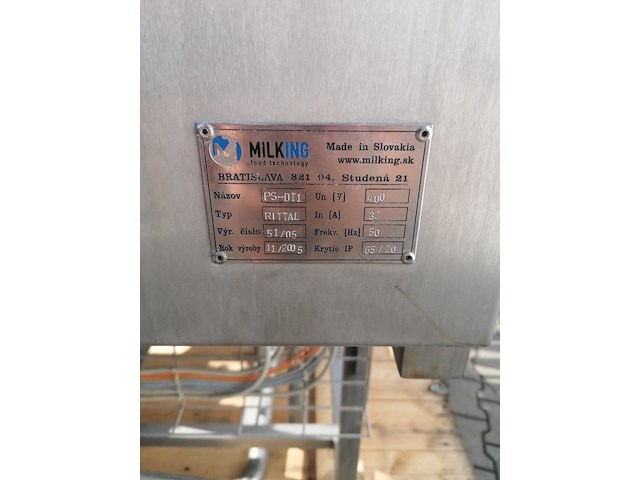 MILKING Made in Slovakia
food technology www.milking.sk
BRATISLAVA 821 04, Studená 21
Názov PS-DT1 Un [V] 400
Typ RITTAL In [A]
Výr. číslo 51/05 Frekv. [Hz] 50
Rok výroby 11/2005 Krytie IP 65/20